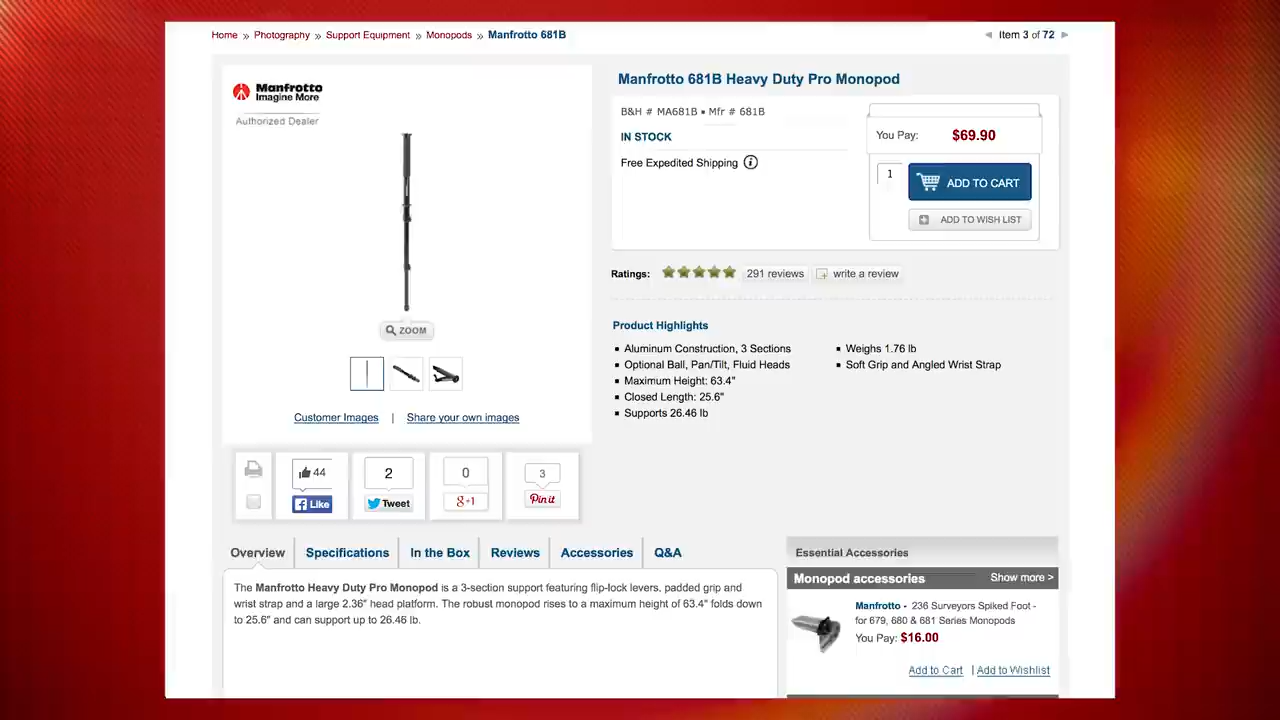 Home » Photography » Support Equipment » Monopods » Manfrotto 681B
Item 3 of 72
Manfrotto
Imagine More
Authorized Dealer
ZOOM
Customer Images | Share your own images
44
Like
2
Tweet
0
g+1
3
Pin it
Manfrotto 681B Heavy Duty Pro Monopod
B&H # MA681B • Mfr # 681B
IN STOCK
Free Expedited Shipping
You Pay: $69.90
1
ADD TO CART
ADD TO WISH LIST
Ratings: 291 reviews write a review
Product Highlights
Aluminum Construction, 3 Sections
Optional Ball, Pan/Tilt, Fluid Heads
Maximum Height: 63.4"
Closed Length: 25.6"
Supports 26.46 lb
Weighs 1.76 lb
Soft Grip and Angled Wrist Strap
Overview Specifications In the Box Reviews Accessories Q&A
The Manfrotto Heavy Duty Pro Monopod is a 3-section support featuring flip-lock levers, padded grip and
wrist strap and a large 2.36" head platform. The robust monopod rises to a maximum height of 63.4" folds down
to 25.6" and can support up to 26.46 lb.
Essential Accessories
Monopod accessories Show more >
Manfrotto - 236 Surveyors Spiked Foot -
for 679, 680 & 681 Series Monopods
You Pay: $16.00
Add to Cart | Add to Wishlist